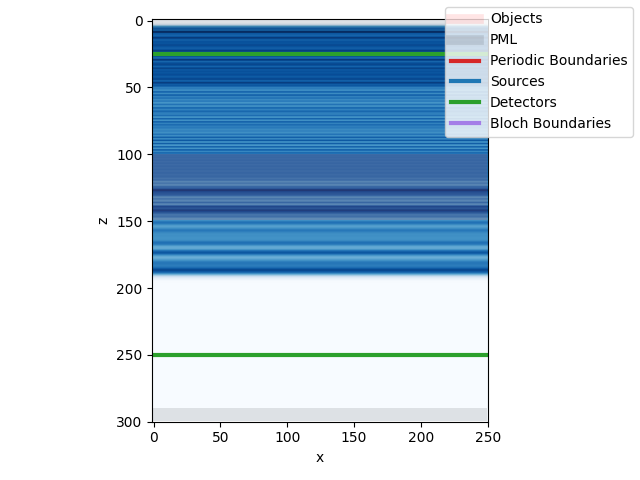 0
50
100
150
200
250
300
z
0
50
100
150
200
250
x
Objects
PML
Periodic Boundaries
Sources
Detectors
Bloch Boundaries